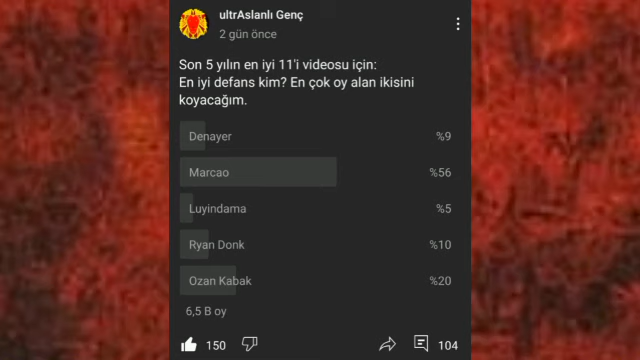 ultrAslanlı Genç
2 gün önce
Son 5 yılın en iyi 11'i videosu için:
En iyi defans kim? En çok oy alan ikisini
koyacağım.
Denayer %9
Marcao %56
Luyindama %5
Ryan Donk %10
Ozan Kabak %20
6,5 B oy
150 104